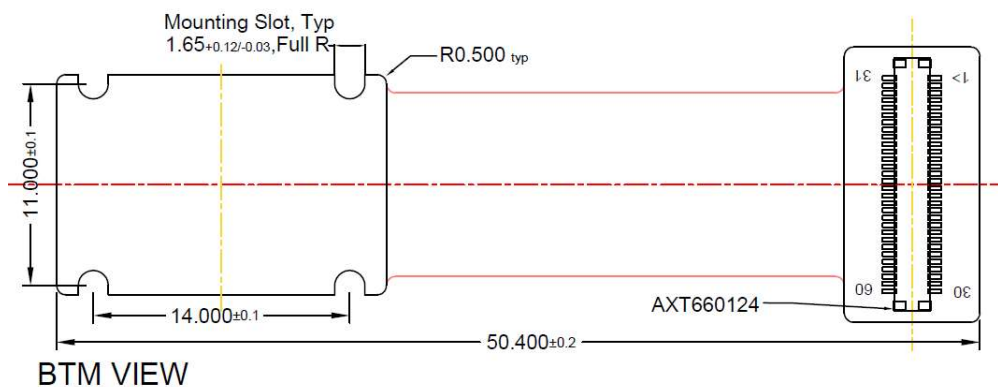 Mounting Slot, Typ
1.65+0.12/-0.03,Full R
R0.500 typ
31
1>
11.000±0.1
60
30
AXT660124
14.000±0.1
50.400±0.2
BTM VIEW